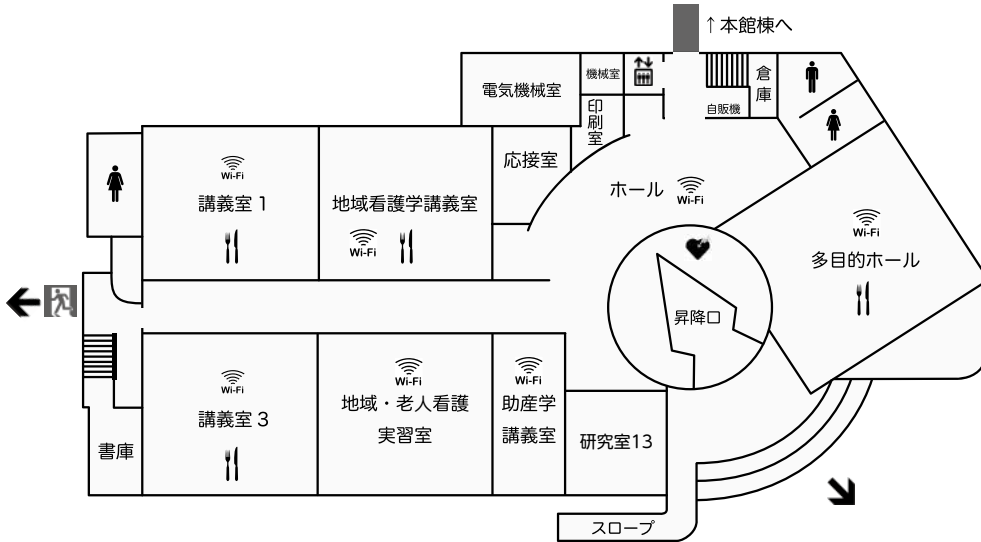 ↑本館棟へ
電気機械室
機械室
倉庫
自販機
印刷室
応接室
Wi-Fi
講義室1
地域看護学講義室
Wi-Fi
ホール
Wi-Fi
Wi-Fi
多目的ホール
昇降口
Wi-Fi
講義室3
Wi-Fi
地域・老人看護
実習室
Wi-Fi
助産学
講義室
研究室13
書庫
スロープ